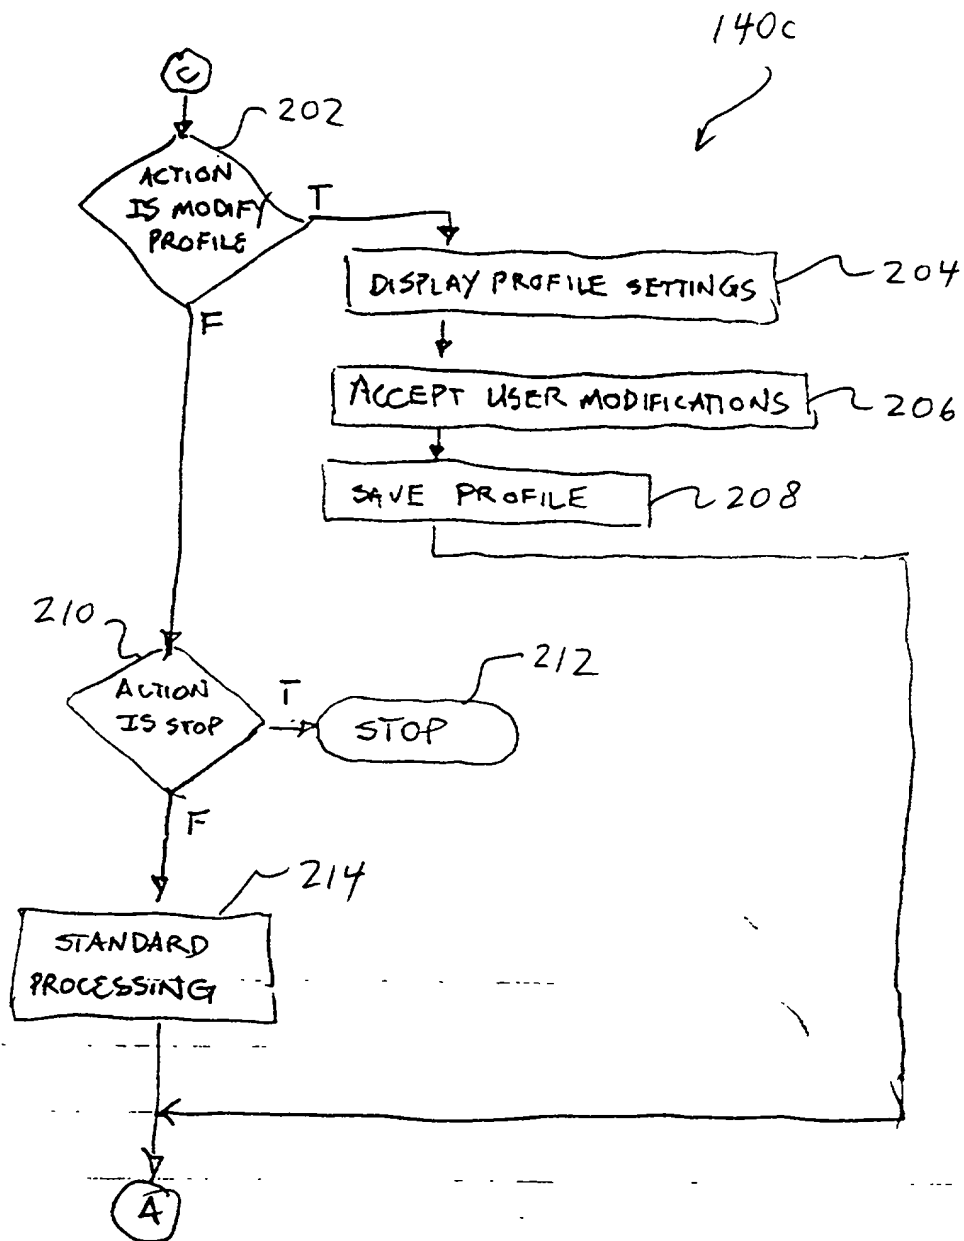 140c
C
202
ACTION
IS MODIFY
PROFILE
T
F
DISPLAY PROFILE SETTINGS
204
ACCEPT USER MODIFICATIONS
206
SAVE PROFILE
208
210
ACTION
IS STOP
T
F
STOP
212
214
STANDARD
PROCESSING
A